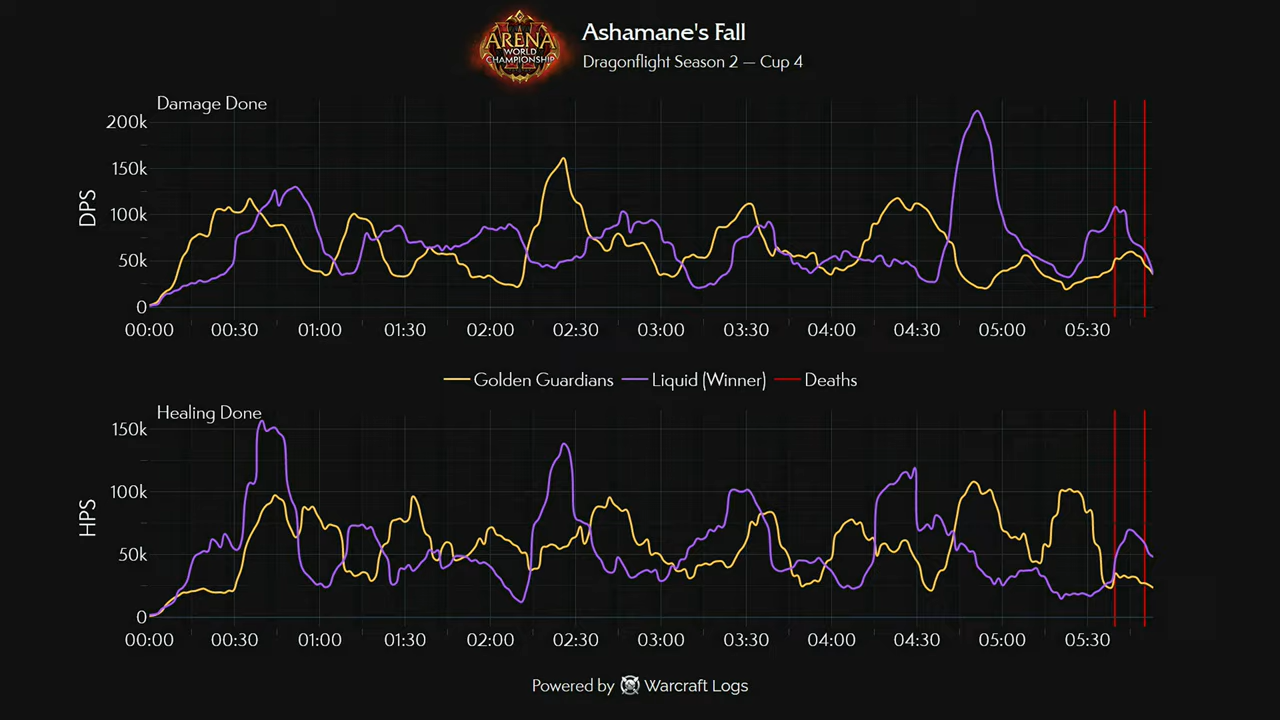 ARENA
WORLD
CHAMPIONSHIP
Ashamane's Fall
Dragonflight Season 2 — Cup 4
Damage Done
DPS
200k
150k
100k
50k
0
00:00 00:30 01:00 01:30 02:00 02:30 03:00 03:30 04:00 04:30 05:00 05:30
Golden Guardians Liquid (Winner) Deaths
Healing Done
HPS
150k
100k
50k
0
00:00 00:30 01:00 01:30 02:00 02:30 03:00 03:30 04:00 04:30 05:00 05:30
Powered by Warcraft Logs